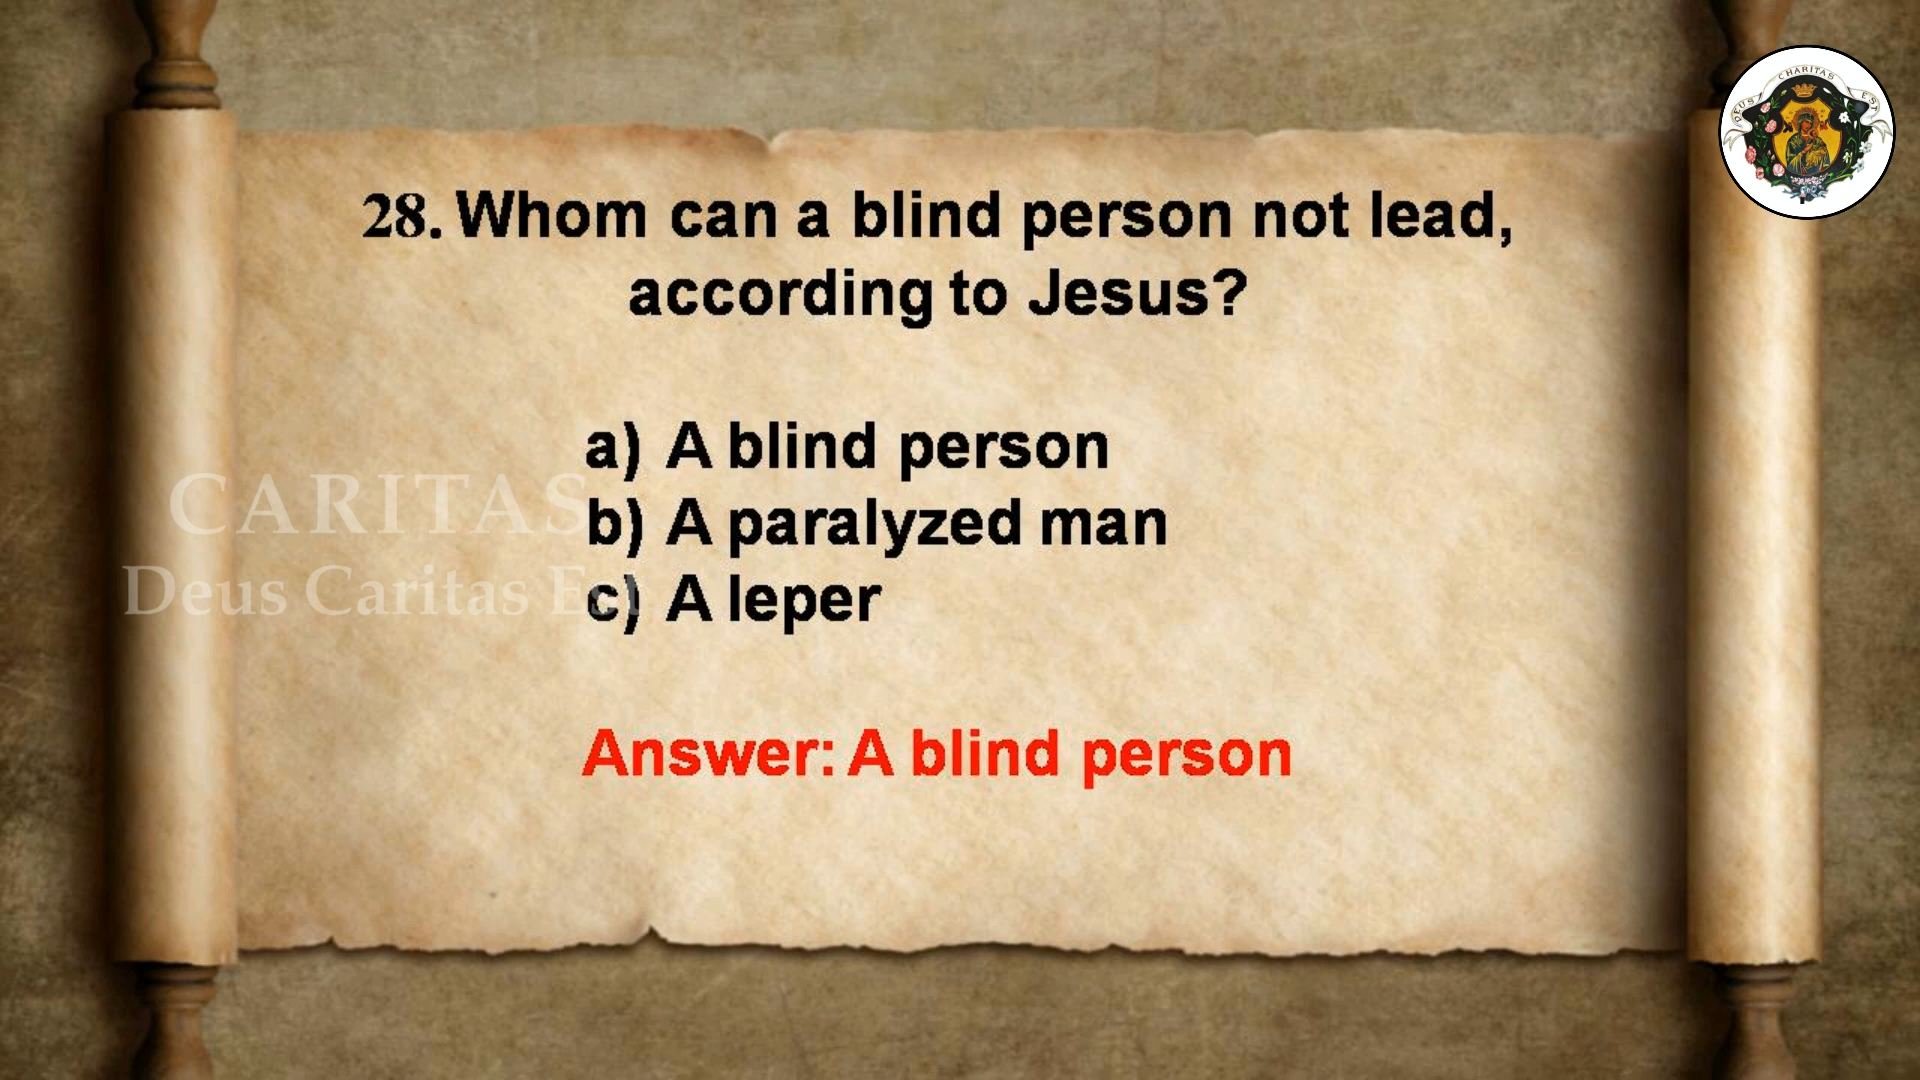 DEUS CHARITAS EST
28. Whom can a blind person not lead,
according to Jesus?
a) A blind person
b) A paralyzed man
c) A leper
CARITAS
Deus Caritas Est
Answer: A blind person